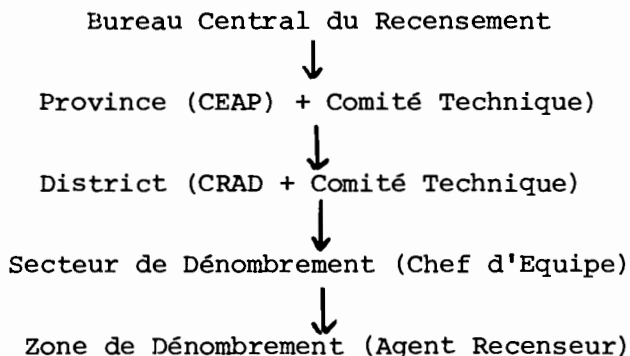 Bureau Central du Recensement
Province (CEAP) + Comité Technique)
District (CRAD + Comité Technique)
Secteur de Dénombrement (Chef d'Equipe)
Zone de Dénombrement (Agent Recenseur)